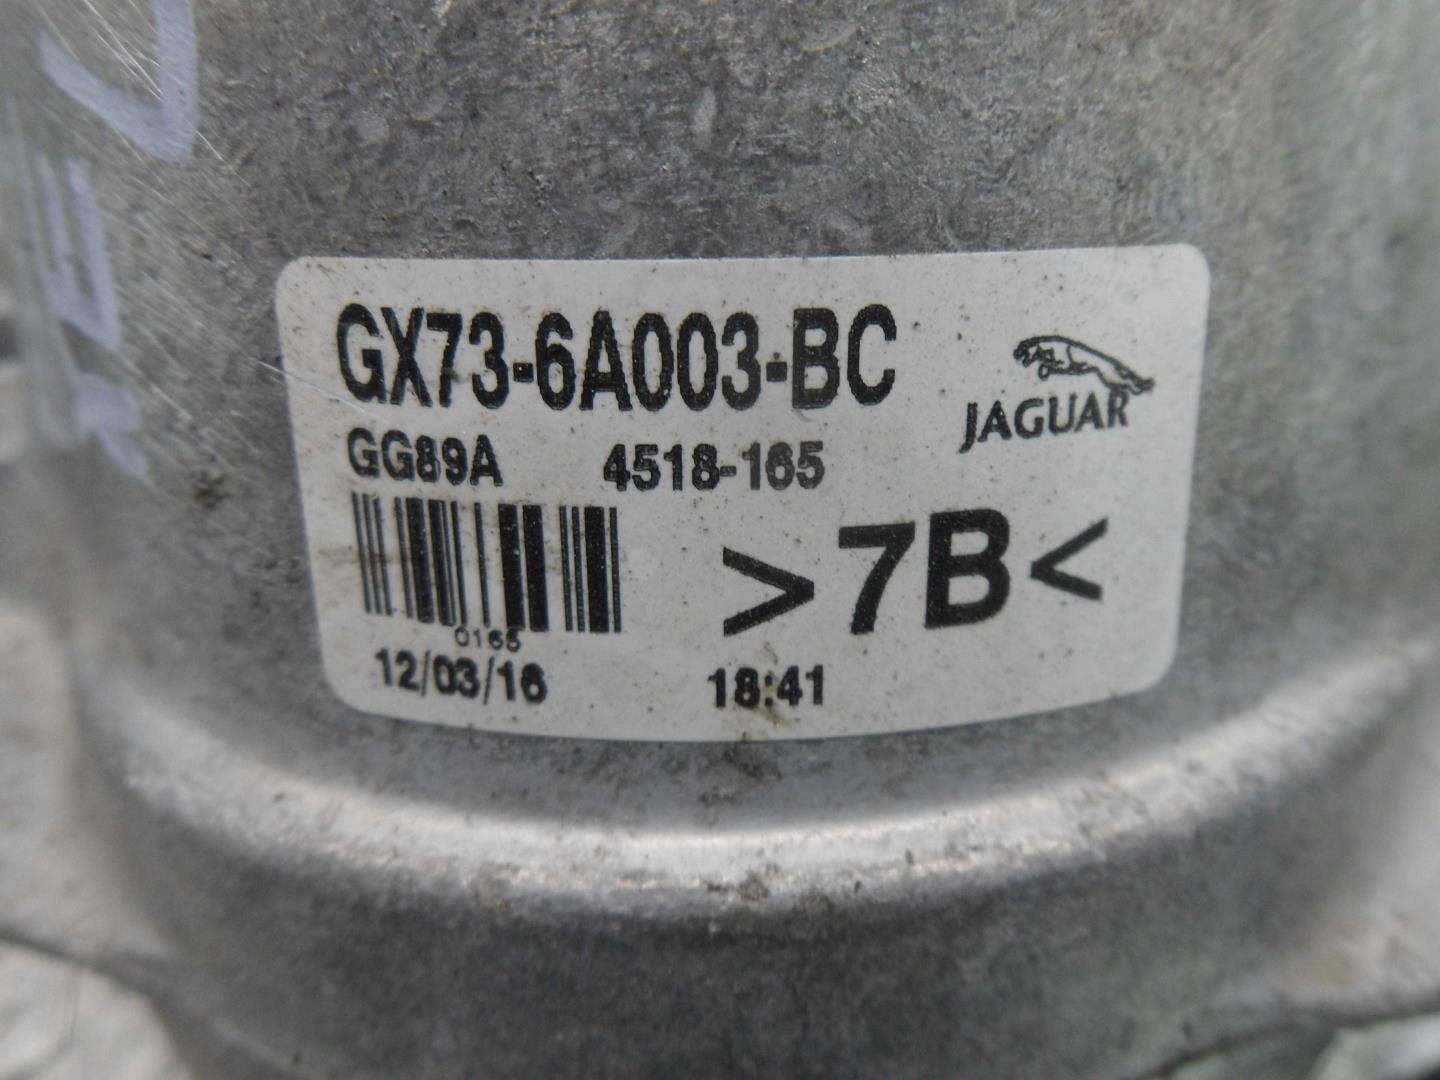 GX73-6A003-BC
JAGUAR
GG89A 4518-165
>7B<
0165
12/03/16 18:41